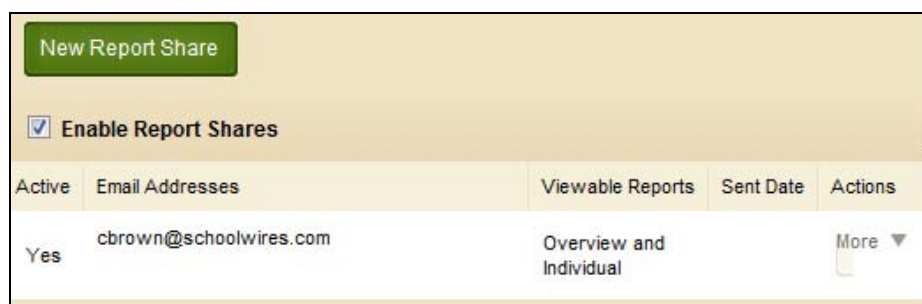 New Report Share
Enable Report Shares
Active Email Addresses Viewable Reports Sent Date Actions
Yes cbrown@schoolwires.com Overview and More ▼
Individual